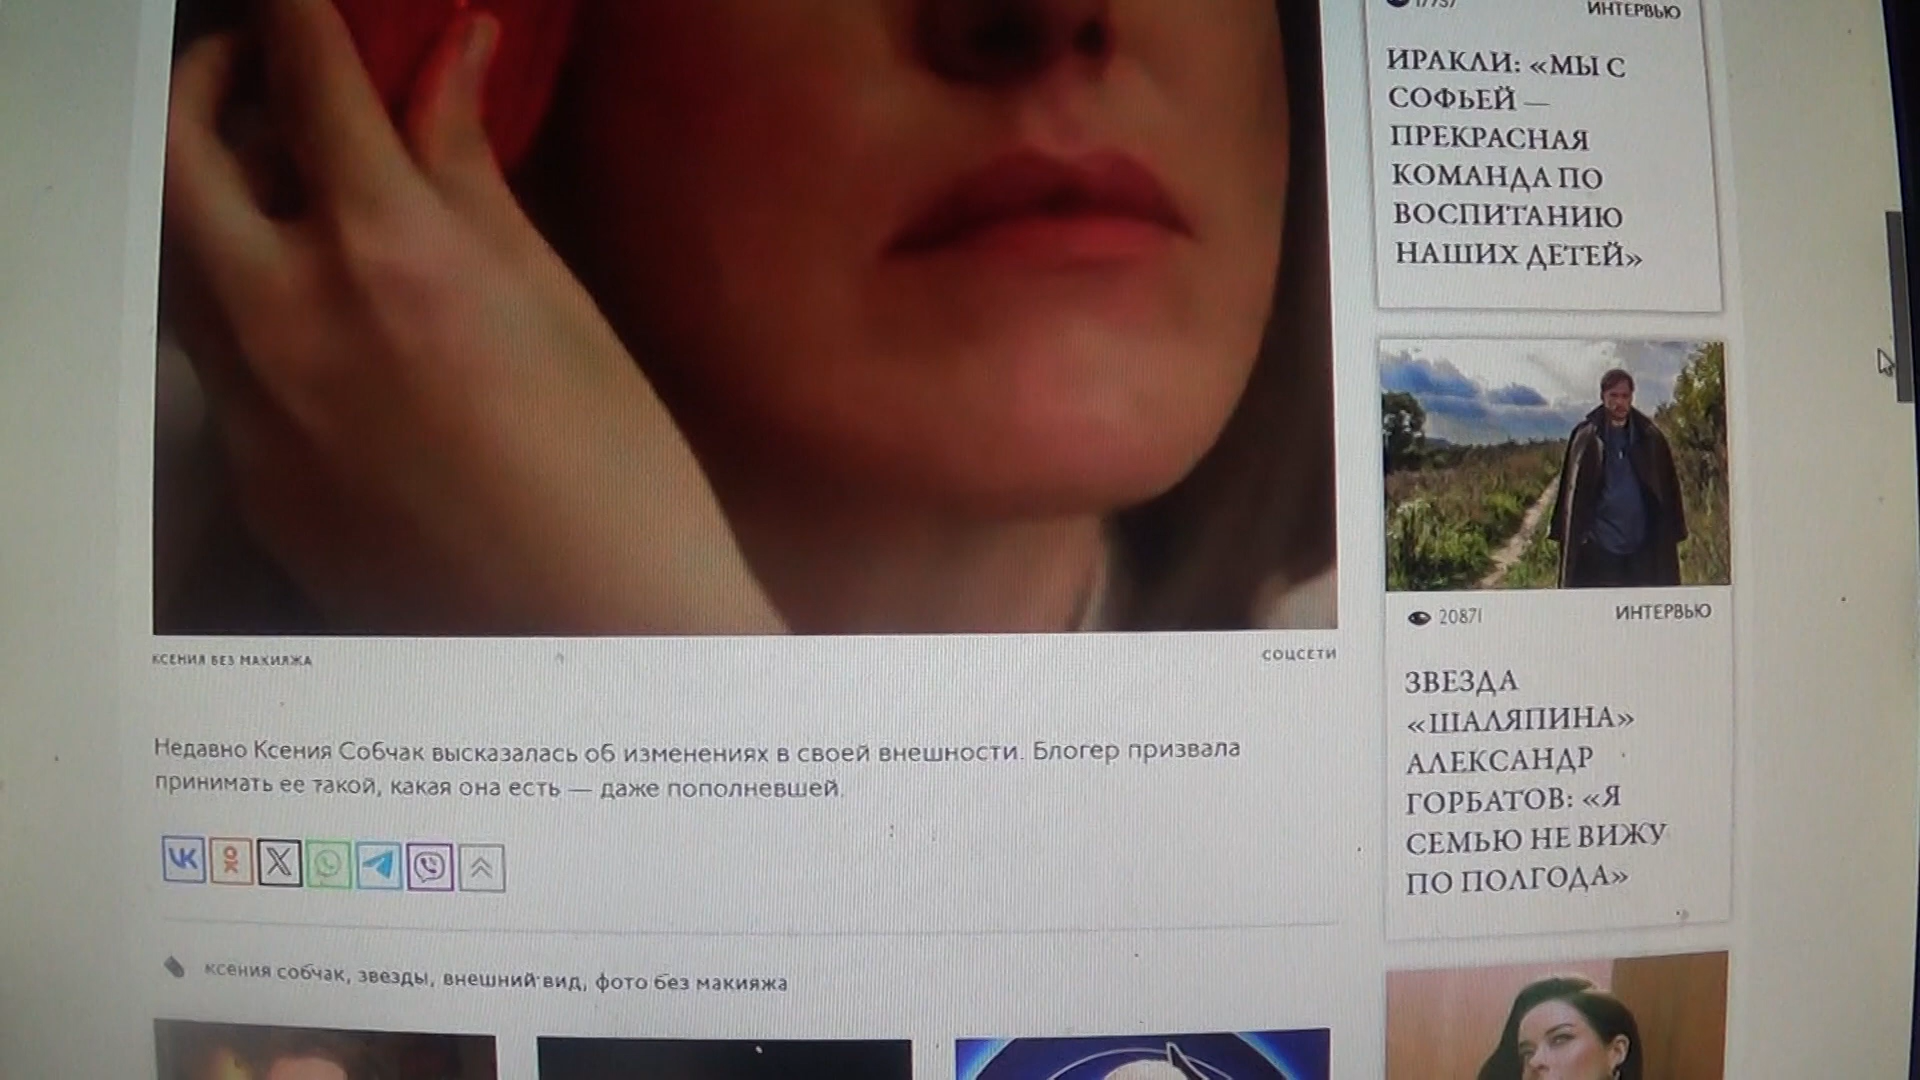 КСЕНИЯ БЕЗ МАКИЯЖА
СОЦСЕТИ
Недавно Ксения Собчак высказалась об изменениях в своей внешности. Блогер призвала
принимать ее такой, какая она есть — даже пополневшей.
ксения собчак, звезды, внешний вид, фото без макияжа
ИНТЕРВЬЮ
ИРАКЛИ: «МЫ С
СОФЬЕЙ —
ПРЕКРАСНАЯ
КОМАНДА ПО
ВОСПИТАНИЮ
НАШИХ ДЕТЕЙ»
20871
ИНТЕРВЬЮ
ЗВЕЗДА
«ШАЛЯПИНА»
АЛЕКСАНДР
ГОРБАТОВ: «Я
СЕМЬЮ НЕ ВИЖУ
ПО ПОЛГОДА»